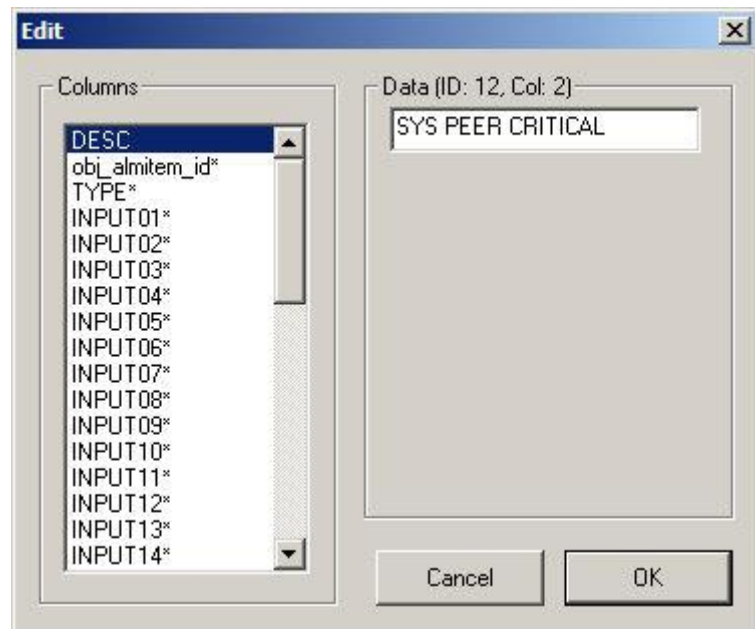 Edit
Columns
DESC
obj_almitem_id*
TYPE*
INPUT01*
INPUT02*
INPUT03*
INPUT04*
INPUT05*
INPUT06*
INPUT07*
INPUT08*
INPUT09*
INPUT10*
INPUT11*
INPUT12*
INPUT13*
INPUT14*
Data (ID: 12, Col: 2)
SYS PEER CRITICAL
Cancel
OK